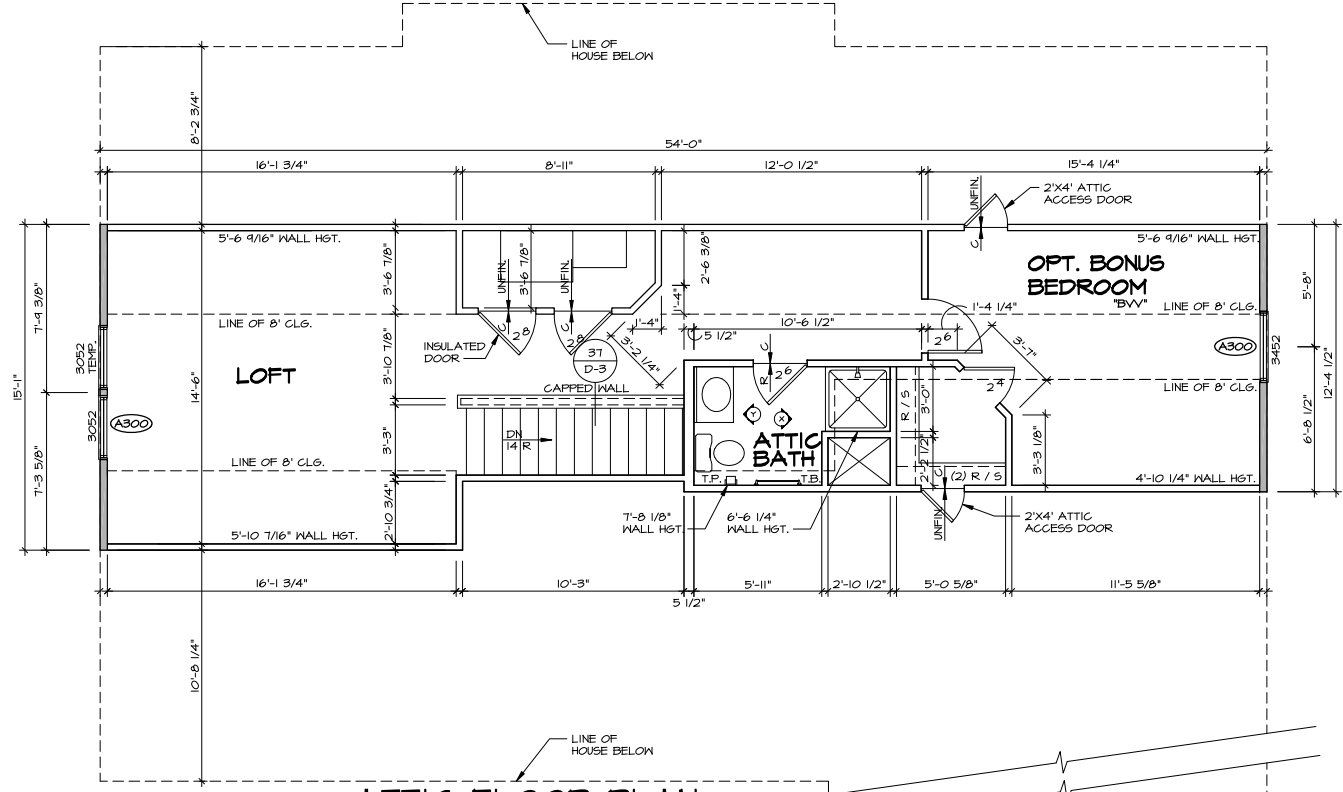 LINE OF
HOUSE BELOW
8'-2 3/4"
54'-0"
16'-1 3/4"
8'-11"
12'-0 1/2"
15'-4 1/4"
UNFIN.
C
2'X4' ATTIC
ACCESS DOOR
5'-6 9/16" WALL HGT.
3'-6 7/8"
UNFIN.
3'-6 7/8"
UNFIN.
2'-6 3/8"
5'-6 9/16" WALL HGT.
OPT. BONUS
BEDROOM
"BW"
5'-8"
7'-9 3/8"
1'-4"
1'-4 1/4"
LINE OF 8' CLG.
LINE OF 8' CLG.
C
C
1'-4"
5 1/2"
10'-6 1/2"
28
28
26
INSULATED
DOOR
37
D-3
3'-2 1/4"
3'-7"
3052
TEMP.
A300
3452
15'-1"
14'-6"
LOFT
3'-10 7/8"
C
R
26
24
LINE OF 8' CLG.
12'-4 1/2"
CAPPED WALL
R / S
3'-0"
3052
A300
Y
X
DN
14 R
ATTIC
BATH
3'-3"
2'-2 1/2"
3'-3 1/8"
6'-8 1/2"
7'-3 5/8"
LINE OF 8' CLG.
T.P.
T.B.
C
(2) R / S
4'-10 1/4" WALL HGT.
2'-10 3/4"
5'-10 7/16" WALL HGT.
7'-8 1/8"
WALL HGT.
6'-6 1/4"
WALL HGT.
UNFIN.
2'X4' ATTIC
ACCESS DOOR
16'-1 3/4"
10'-3"
5'-11"
2'-10 1/2"
5'-0 5/8"
11'-5 5/8"
5 1/2"
10'-8 1/4"
LINE OF
HOUSE BELOW
ATTIC FLOOR PLAN